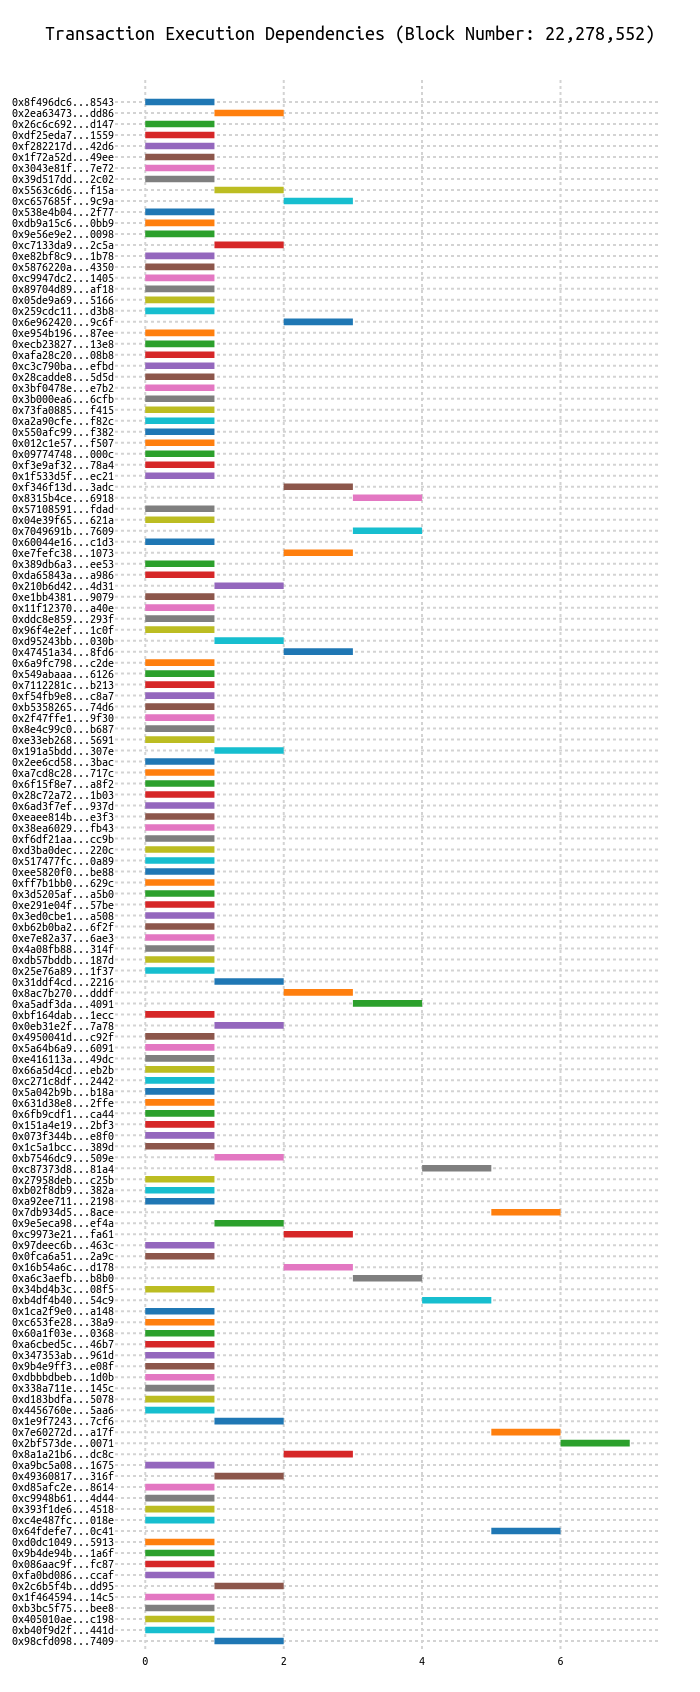 Transaction Execution Dependencies (Block Number: 22,278,552)
0x8f496dc6...8543
0x2ea63473...dd86
0x26c6c692...d147
0xdf25eda7...1559
0xf282217d...42d6
0x1f72a52d...49ee
0x3043e81f...7e72
0x39d517dd...2c02
0x5563c6d6...f15a
0xc657685f...9c9a
0x538e4b04...2f77
0xdb9a15c6...0bb9
0x9e56e9e2...0098
0xc7133da9...2c5a
0xe82bf8c9...1b78
0x5876220a...4350
0xc9947dc2...1405
0x89704d89...af18
0x05de9a69...5166
0x259cdc11...d3b8
0x6e962420...9c6f
0xe954b196...87ee
0xecb23827...13e8
0xafa28c20...08b8
0xc3c790ba...efbd
0x28cadde8...5d5d
0x3bf0478e...e7b2
0x3b000ea6...6cfb
0x73fa0885...f415
0xa2a90cfe...f82c
0x550afc99...f382
0x012c1e57...f507
0x09774748...000c
0xf3e9af32...78a4
0x1f533d5f...ec21
0xf346f13d...3adc
0x8315b4ce...6918
0x57108591...fdad
0x04e39f65...621a
0x7049691b...7609
0x60044e16...c1d3
0xe7fefc38...1073
0x389db6a3...ee53
0xda65843a...a986
0x210b6d42...4d31
0xe1bb4381...9079
0x11f12370...a40e
0xddc8e859...293f
0x96f4e2ef...1c0f
0xd95243bb...030b
0x47451a34...8fd6
0x6a9fc798...c2de
0x549abaaa...6126
0x7112281c...b213
0xf54fb9e8...c8a7
0xb5358265...74d6
0x2f47ffe1...9f30
0x8e4c99c0...b687
0xe33eb268...5691
0x191a5bdd...307e
0x2ee6cd58...3bac
0xa7cd8c28...717c
0x6f15f8e7...a8f2
0x28c72a72...1b03
0x6ad3f7ef...937d
0xeaee814b...e3f3
0x38ea6029...fb43
0xf6df21aa...cc9b
0xd3ba0dec...220c
0x517477fc...0a89
0xee5820f0...be88
0xff7b1bb0...629c
0x3d5205af...a5b0
0xe291e04f...57be
0x3ed0cbe1...a508
0xb62b0ba2...6f2f
0xe7e82a37...6ae3
0x4a08fb88...314f
0xdb57bddb...187d
0x25e76a89...1f37
0x31ddf4cd...2216
0x8ac7b270...dddf
0xa5adf3da...4091
0xbf164dab...1ecc
0x0eb31e2f...7a78
0x4950041d...c92f
0x5a64b6a9...6091
0xe416113a...49dc
0x66a5d4cd...eb2b
0xc271c8df...2442
0x5a042b9b...b18a
0x631d38e8...2ffe
0x6fb9cdf1...ca44
0x151a4e19...2bf3
0x073f344b...e8f0
0x1c5a1bcc...389d
0xb7546dc9...509e
0xc87373d8...81a4
0x27958deb...c25b
0xb02f8db9...382a
0xa92ee711...2198
0x7db934d5...8ace
0x9e5eca98...ef4a
0xc9973e21...fa61
0x97deec6b...463c
0x0fca6a51...2a9c
0x16b54a6c...d178
0xa6c3aefb...b8b0
0x34bd4b3c...08f5
0xb4df4b40...54c9
0x1ca2f9e0...a148
0xc653fe28...38a9
0x60a1f03e...0368
0xa6cbed5c...46b7
0x347353ab...961d
0x9b4e9ff3...e08f
0xdbbbdbeb...1d0b
0x338a711e...145c
0xd183bdfa...5078
0x4456760e...5aa6
0x1e9f7243...7cf6
0x7e60272d...a17f
0x2bf573de...0071
0x8a1a21b6...dc8c
0xa9bc5a08...1675
0x49360817...316f
0xd85afc2e...8614
0xc9948b61...4d44
0x393f1de6...4518
0xc4e487fc...018e
0x64fdefe7...0c41
0xd0dc1049...5913
0x9b4de94b...1a6f
0x086aac9f...fc87
0xfa0bd086...ccaf
0x2c6b5f4b...dd95
0x1f464594...14c5
0xb3bc5f75...bee8
0x405010ae...c198
0xb40f9d2f...441d
0x98cfd098...7409
0 2 4 6